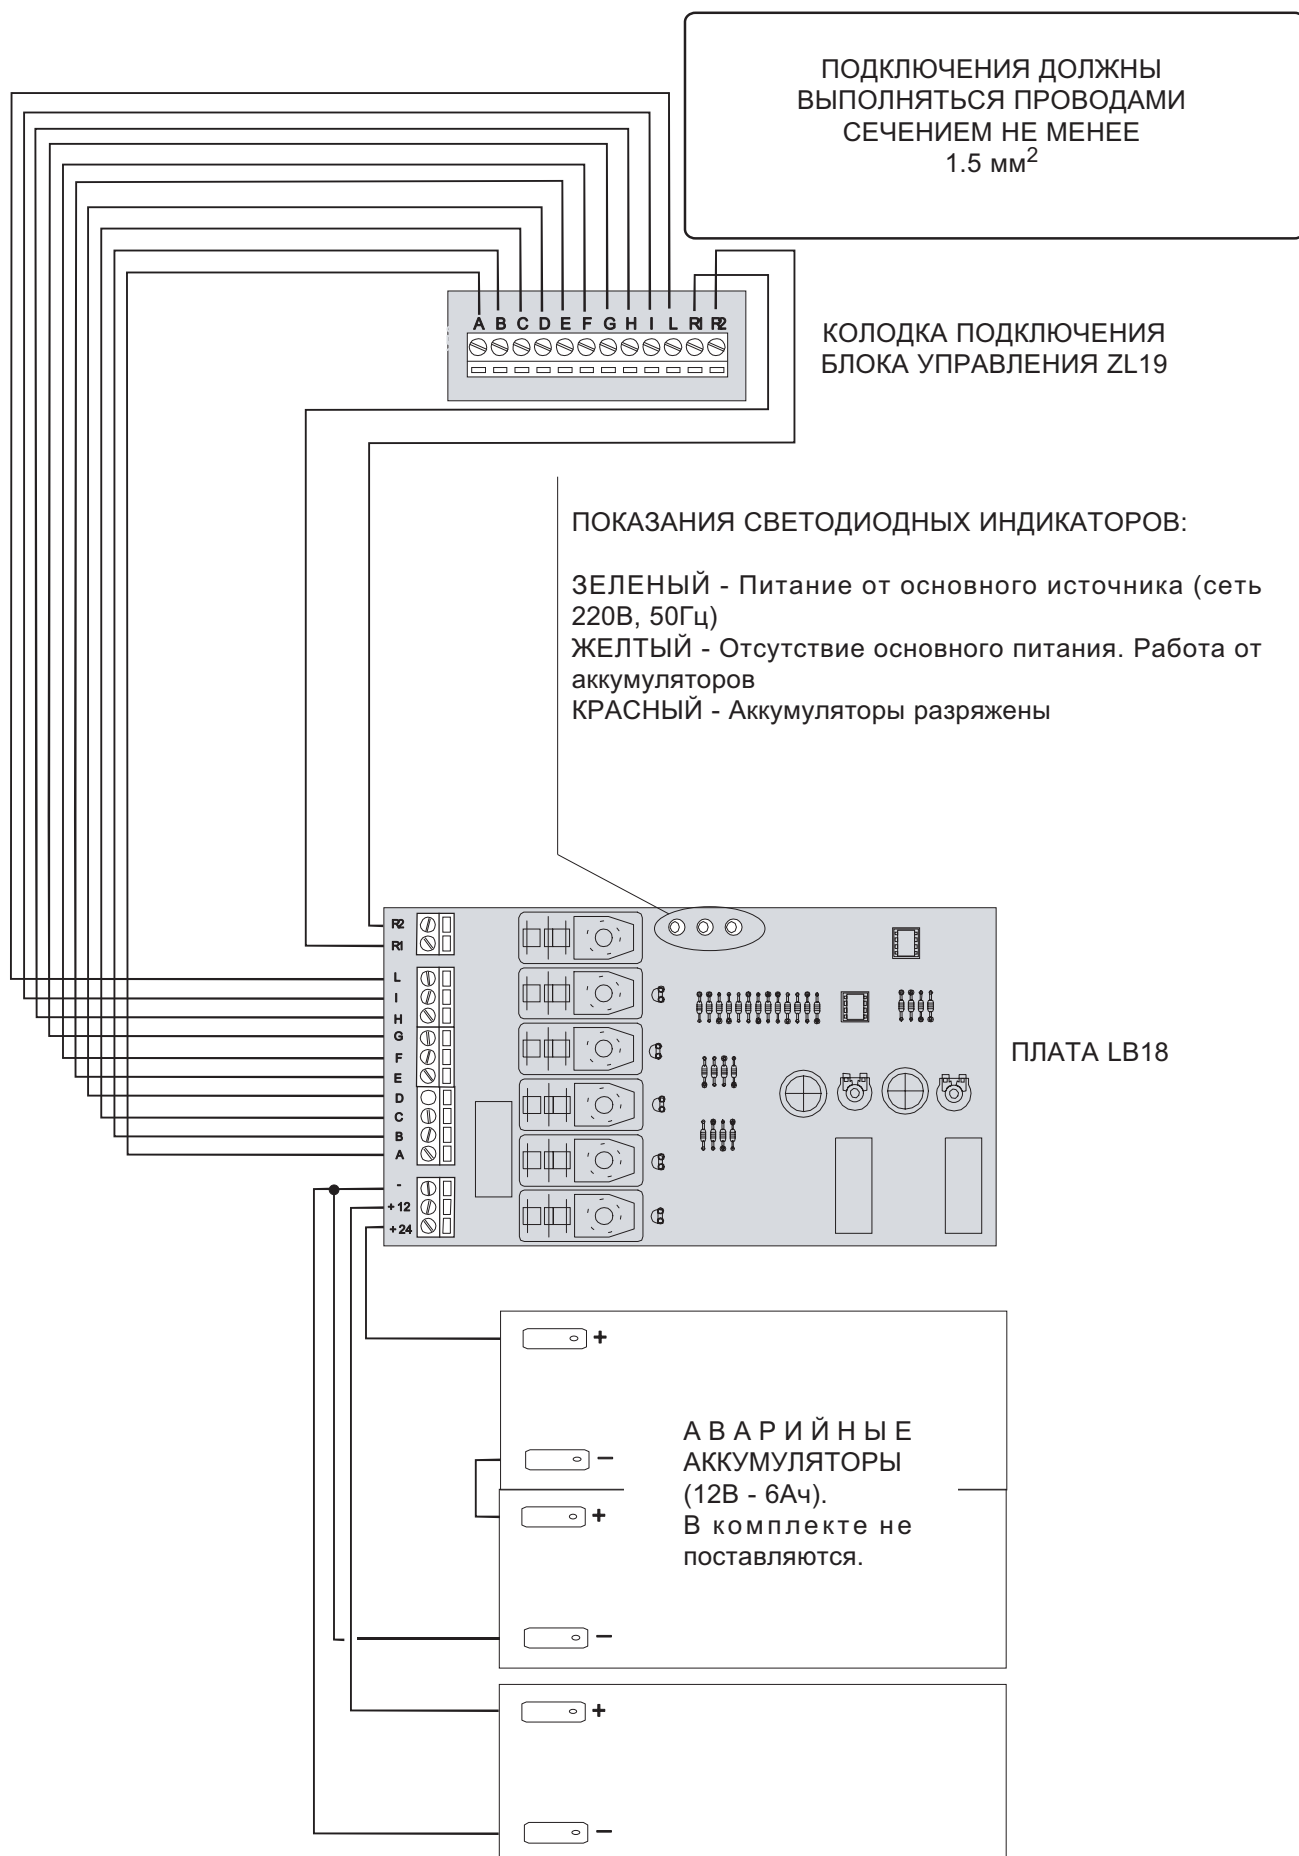 ПОДКЛЮЧЕНИЯ ДОЛЖНЫ
ВЫПОЛНЯТЬСЯ ПРОВОДАМИ
СЕЧЕНИЕМ НЕ МЕНЕЕ
1.5 мм²
A B C D E F G H I L R1 R2
КОЛОДКА ПОДКЛЮЧЕНИЯ
БЛОКА УПРАВЛЕНИЯ ZL19
ПОКАЗАНИЯ СВЕТОДИОДНЫХ ИНДИКАТОРОВ:
ЗЕЛЕНЫЙ - Питание от основного источника (сеть
220В, 50Гц)
ЖЕЛТЫЙ - Отсутствие основного питания. Работа от
аккумуляторов
КРАСНЫЙ - Аккумуляторы разряжены
R2
R1
L
I
H
G
F
E
D
C
B
A
-
+12
+24
ПЛАТА LB18
+
–
+
–
АВАРИЙНЫЕ
АККУМУЛЯТОРЫ
(12В - 6Ач).
В комплекте не
поставляются.
+
–